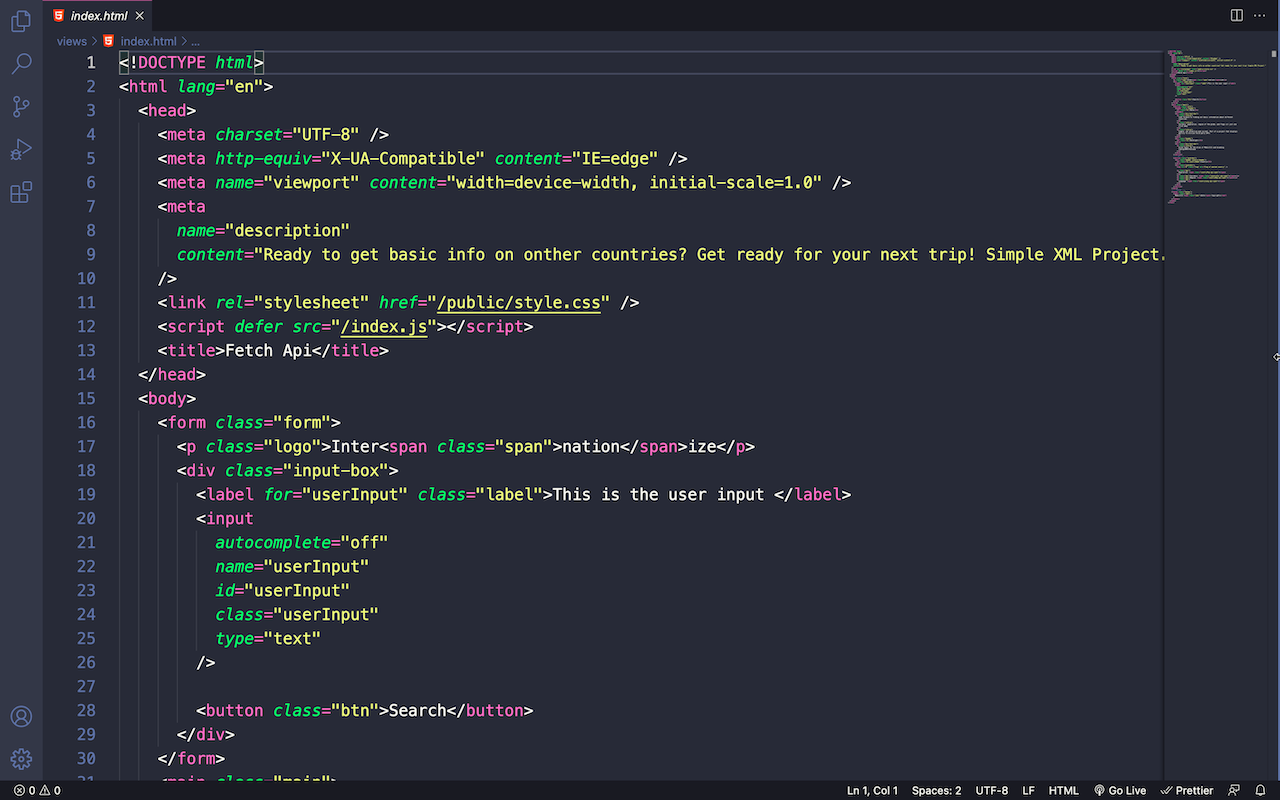 index.html
views > index.html > ...
1 <!DOCTYPE html>
2 <html lang="en">
3 <head>
4 <meta charset="UTF-8" />
5 <meta http-equiv="X-UA-Compatible" content="IE=edge" />
6 <meta name="viewport" content="width=device-width, initial-scale=1.0" />
7 <meta
8 name="description"
9 content="Ready to get basic info on onther countries? Get ready for your next trip! Simple XML Project.
10 />
11 <link rel="stylesheet" href="/public/style.css" />
12 <script defer src="/index.js"></script>
13 <title>Fetch Api</title>
14 </head>
15 <body>
16 <form class="form">
17 <p class="logo">Inter<span class="span">nation</span>ize</p>
18 <div class="input-box">
19 <label for="userInput" class="label">This is the user input </label>
20 <input
21 autocomplete="off"
22 name="userInput"
23 id="userInput"
24 class="userInput"
25 type="text"
26 />
27
28 <button class="btn">Search</button>
29 </div>
30 </form>
31 <main class="main">
0 0 Ln 1, Col 1 Spaces: 2 UTF-8 LF HTML Go Live Prettier